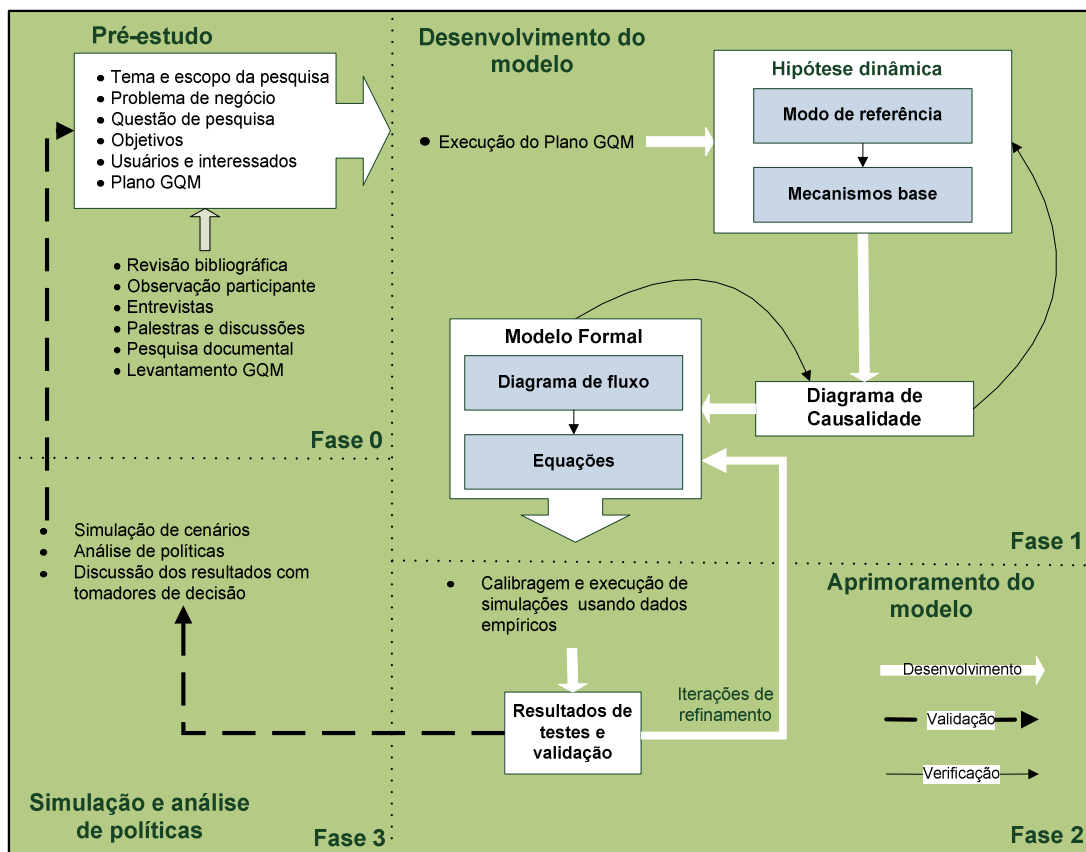 Pré-estudo
• Tema e escopo da pesquisa
• Problema de negócio
• Questão de pesquisa
• Objetivos
• Usuários e interessados
• Plano GQM
• Revisão bibliográfica
• Observação participante
• Entrevistas
• Palestras e discussões
• Pesquisa documental
• Levantamento GQM
Fase 0
Desenvolvimento do
modelo
• Execução do Plano GQM
Hipótese dinâmica
Modo de referência
Mecanismos base
Diagrama de
Causalidade
Modelo Formal
Diagrama de fluxo
Equações
Fase 1
• Calibragem e execução de
simulações usando dados
empíricos
Resultados de
testes e
validação
Iterações de
refinamento
Aprimoramento do
modelo
Desenvolvimento
Validação
Verificação
Fase 2
• Simulação de cenários
• Análise de políticas
• Discussão dos resultados com
tomadores de decisão
Simulação e análise
de políticas
Fase 3